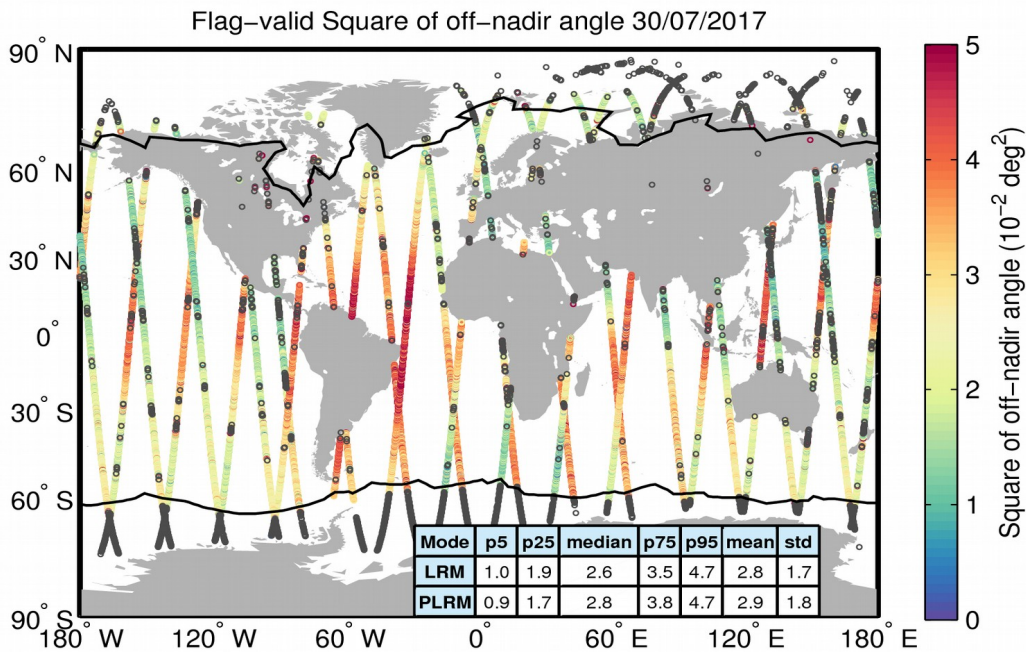 Flag−valid Square of off−nadir angle 30/07/2017
90° N
60° N
30° N
0°
30° S
60° S
90° S
180° W
120° W
60° W
0°
60° E
120° E
180° E
Mode p5 p25 median p75 p95 mean std
LRM 1.0 1.9 2.6 3.5 4.7 2.8 1.7
PLRM 0.9 1.7 2.8 3.8 4.7 2.9 1.8
5
4
3
2
1
0
Square of off−nadir angle (10⁻² deg²)